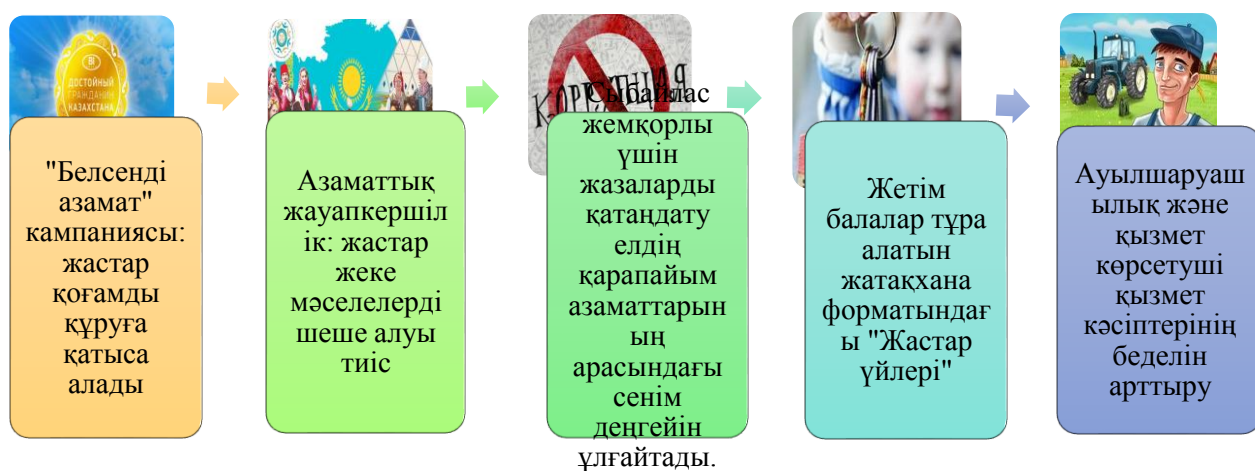 ДОСТОЙНЫЙ
ГРАЖДАНИН
КАЗАХСТАНА
"Белсенді
азамат"
кампаниясы:
жастар
қоғамды
құруға
қатыса
алады
Азаматтық
жауапкершіл
ік: жастар
жеке
мәселелерді
шеше алуы
тиіс
Сыбайлас
жемқорлы
үшін
жазаларды
қатаңдату
елдің
қарапайым
азаматтарын
ың
арасындағы
сенім
деңгейін
ұлғайтады.
Жетім
балалар тұра
алатын
жатақхана
форматындағ
ы "Жастар
үйлері"
Ауылшаруаш
ылық және
қызмет
көрсетуші
қызмет
кәсіптерінің
беделін
арттыру